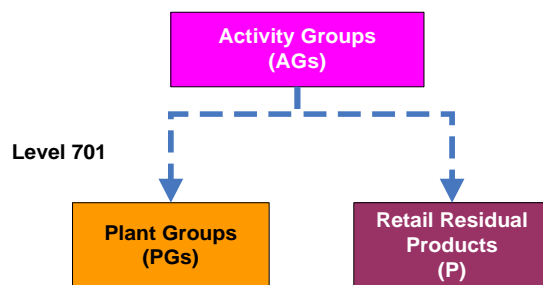 Activity Groups
(AGs)
Level 701
Plant Groups
(PGs)
Retail Residual
Products
(P)